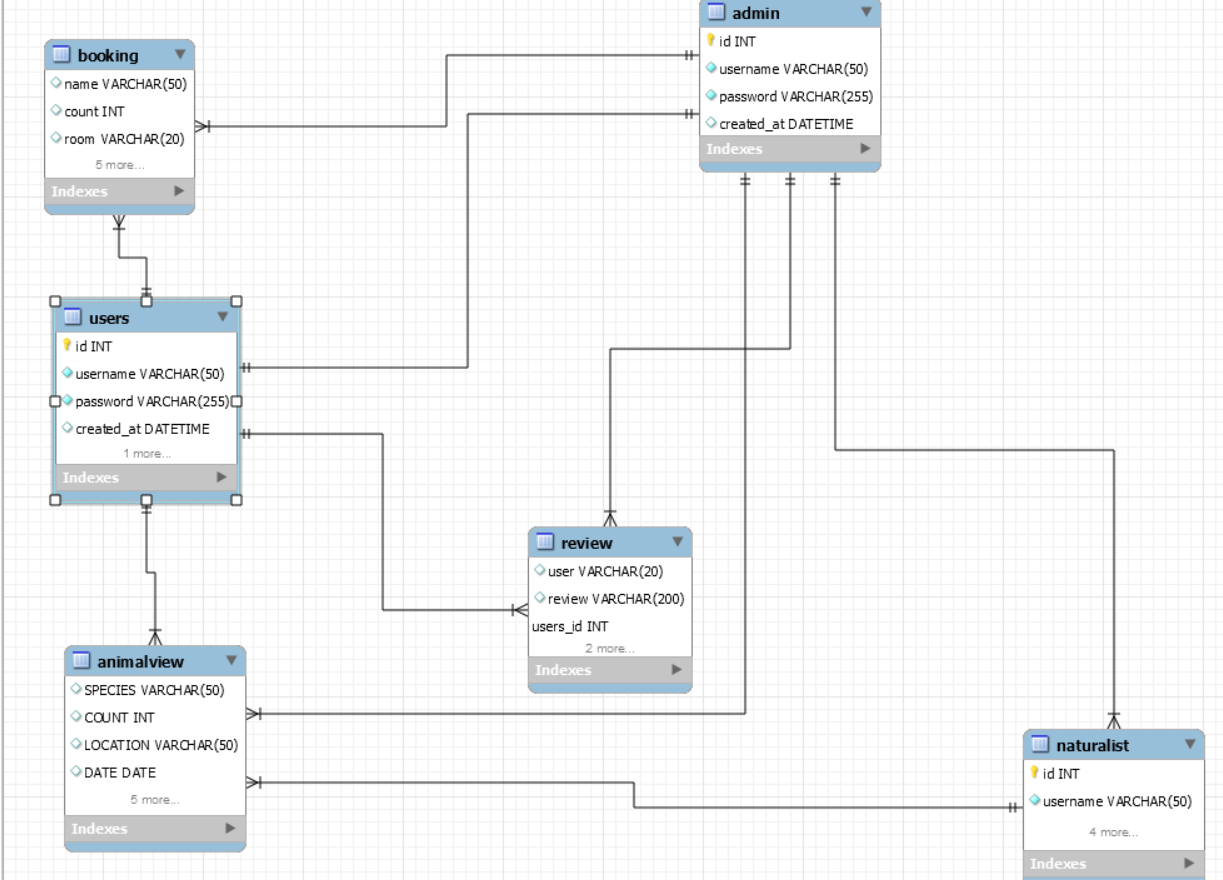 booking
name VARCHAR(50)
count INT
room VARCHAR(20)
5 more...
Indexes
admin
id INT
username VARCHAR(50)
password VARCHAR(255)
created_at DATETIME
Indexes
users
id INT
username VARCHAR(50)
password VARCHAR(255)
created_at DATETIME
1 more...
Indexes
review
user VARCHAR(20)
review VARCHAR(200)
users_id INT
2 more...
Indexes
animalview
SPECIES VARCHAR(50)
COUNT INT
LOCATION VARCHAR(50)
DATE DATE
5 more...
Indexes
naturalist
id INT
username VARCHAR(50)
4 more...
Indexes